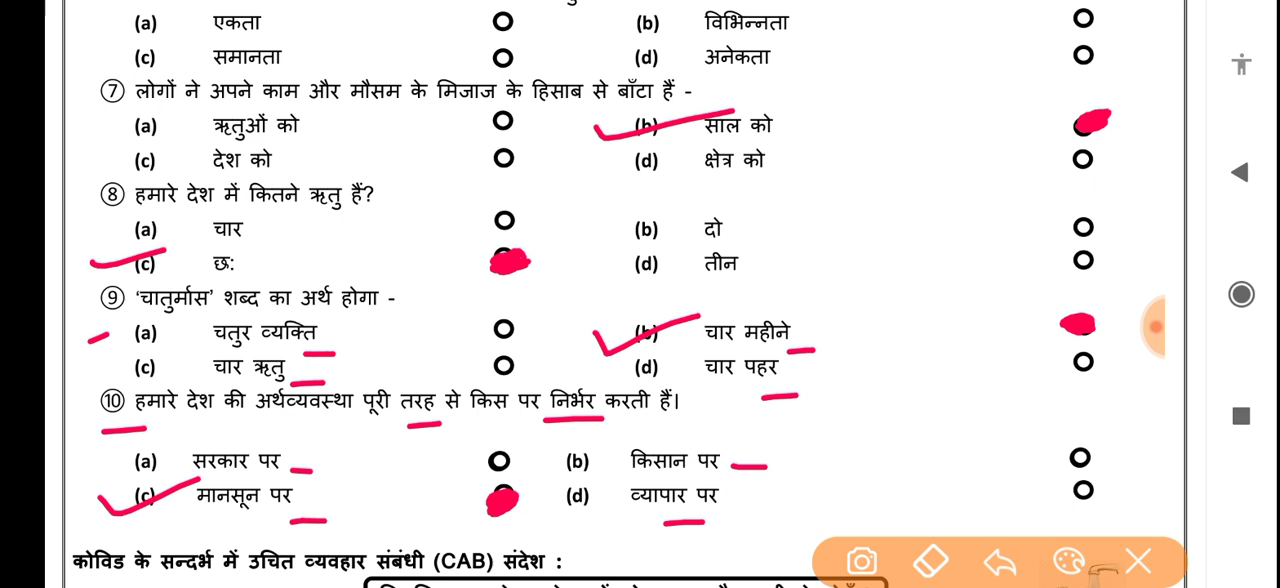 (a) एकता (b) विभिन्नता
(c) समानता (d) अनेकता
⑦ लोगों ने अपने काम और मौसम के मिजाज के हिसाब से बाँटा हैं -
(a) ऋतुओं को (b) साल को
(c) देश को (d) क्षेत्र को
⑧ हमारे देश में कितने ऋतु हैं?
(a) चार (b) दो
(c) छ: (d) तीन
⑨ ‘चातुर्मास’ शब्द का अर्थ होगा -
(a) चतुर व्यक्ति (b) चार महीने
(c) चार ऋतु (d) चार पहर
⑩ हमारे देश की अर्थव्यवस्था पूरी तरह से किस पर निर्भर करती हैं।
(a) सरकार पर (b) किसान पर
(c) मानसून पर (d) व्यापार पर
कोविड के सन्दर्भ में उचित व्यवहार संबंधी (CAB) संदेश :